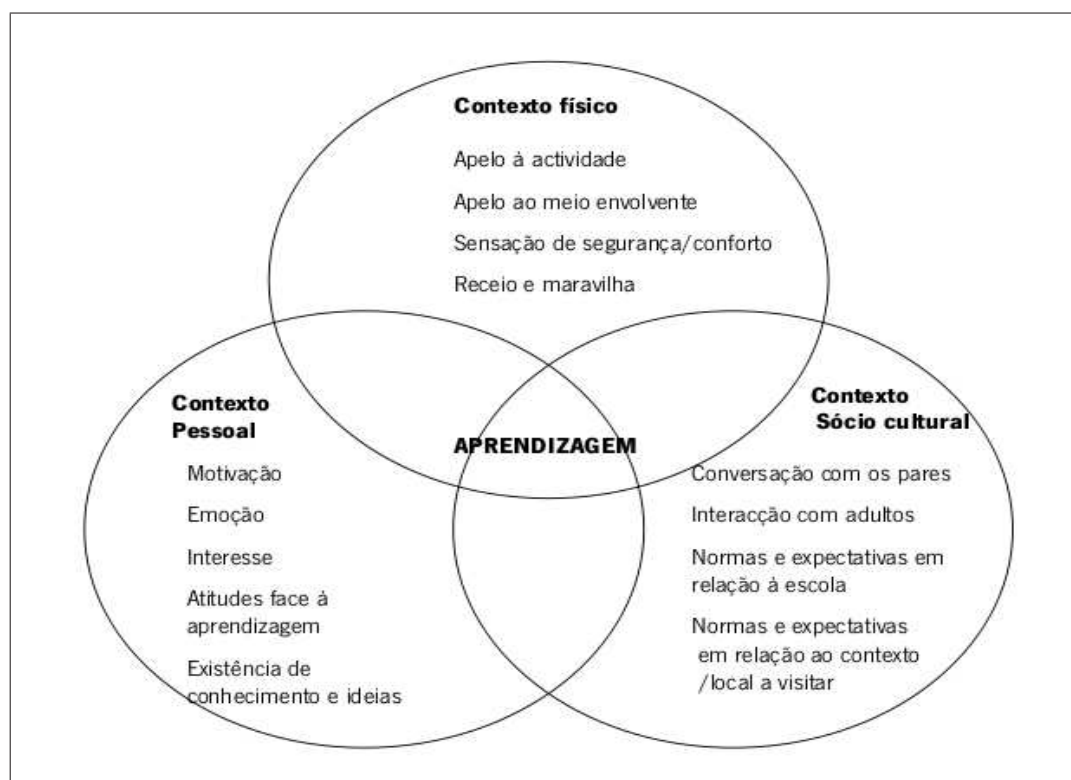 Contexto físico
Apelo à actividade
Apelo ao meio envolvente
Sensação de segurança/conforto
Receio e maravilha
Contexto
Pessoal
Motivação
Emoção
Interesse
Atitudes face à
aprendizagem
Existência de
conhecimento e ideias
APRENDIZAGEM
Contexto
Sócio cultural
Conversação com os pares
Interacção com adultos
Normas e expectativas em
relação à escola
Normas e expectativas
em relação ao contexto
/local a visitar